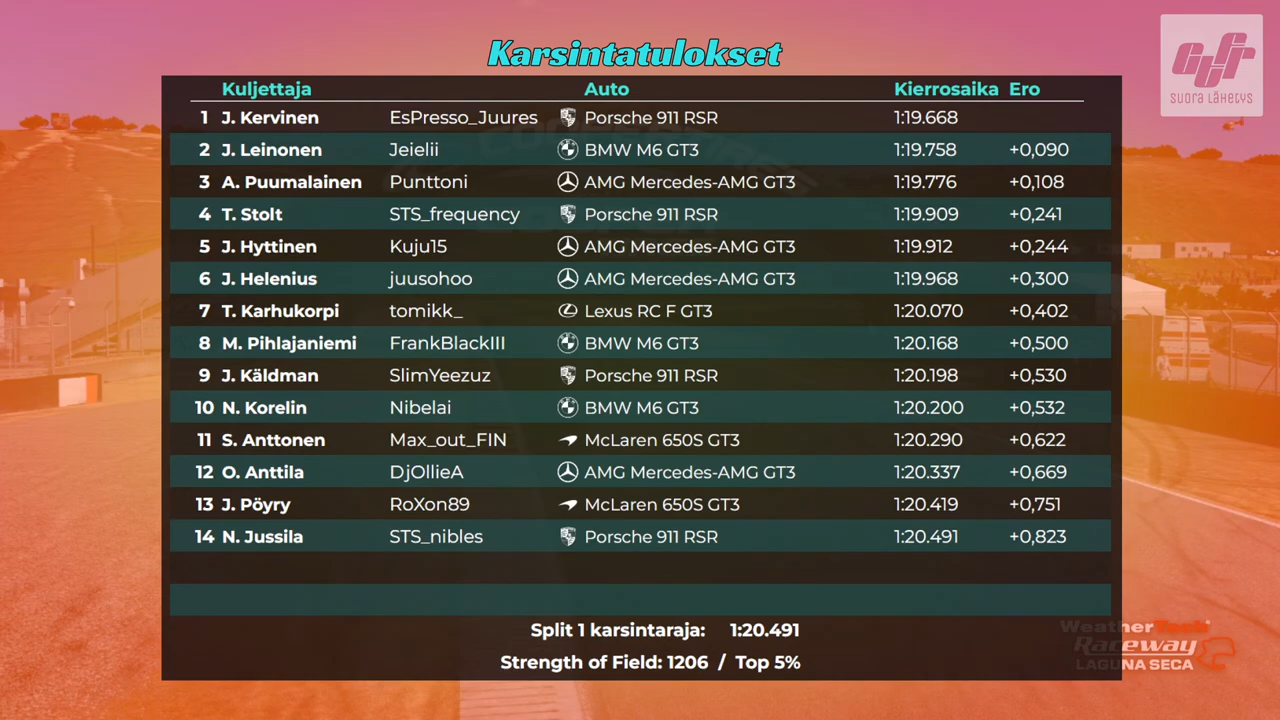 Karsintatulokset
SUORA LÄHETYS
Kuljettaja Auto Kierrosaika Ero
1 J. Kervinen EsPresso_Juures Porsche 911 RSR 1:19.668
2 J. Leinonen Jeielii BMW M6 GT3 1:19.758 +0,090
3 A. Puumalainen Punttoni AMG Mercedes-AMG GT3 1:19.776 +0,108
4 T. Stolt STS_frequency Porsche 911 RSR 1:19.909 +0,241
5 J. Hyttinen Kuju15 AMG Mercedes-AMG GT3 1:19.912 +0,244
6 J. Helenius juusohoo AMG Mercedes-AMG GT3 1:19.968 +0,300
7 T. Karhukorpi tomikk_ Lexus RC F GT3 1:20.070 +0,402
8 M. Pihlajaniemi FrankBlackIII BMW M6 GT3 1:20.168 +0,500
9 J. Käldman SlimYeezuz Porsche 911 RSR 1:20.198 +0,530
10 N. Korelin Nibelai BMW M6 GT3 1:20.200 +0,532
11 S. Anttonen Max_out_FIN McLaren 650S GT3 1:20.290 +0,622
12 O. Anttila DjOllieA AMG Mercedes-AMG GT3 1:20.337 +0,669
13 J. Pöyry RoXon89 McLaren 650S GT3 1:20.419 +0,751
14 N. Jussila STS_nibles Porsche 911 RSR 1:20.491 +0,823
Split 1 karsintaraja: 1:20.491
Strength of Field: 1206 / Top 5%
WeatherTech
Raceway
LAGUNA SECA